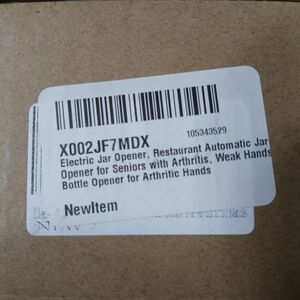 X002JF7MDX
105343529
Electric Jar Opener, Restaurant Automatic Jar
Opener for Seniors with Arthritis, Weak Hands
Bottle Opener for Arthritic Hands
NewItem